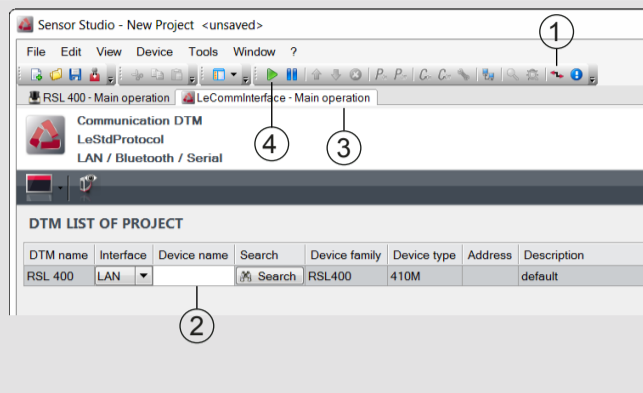 Sensor Studio - New Project <unsaved>
1
File Edit View Device Tools Window ?
P- P- C- C-
RSL 400 - Main operation LeCommInterface - Main operation
Communication DTM
LeStdProtocol
LAN / Bluetooth / Serial
4
3
DTM LIST OF PROJECT
DTM name Interface Device name Search Device family Device type Address Description
RSL 400 LAN Search RSL400 410M default
2